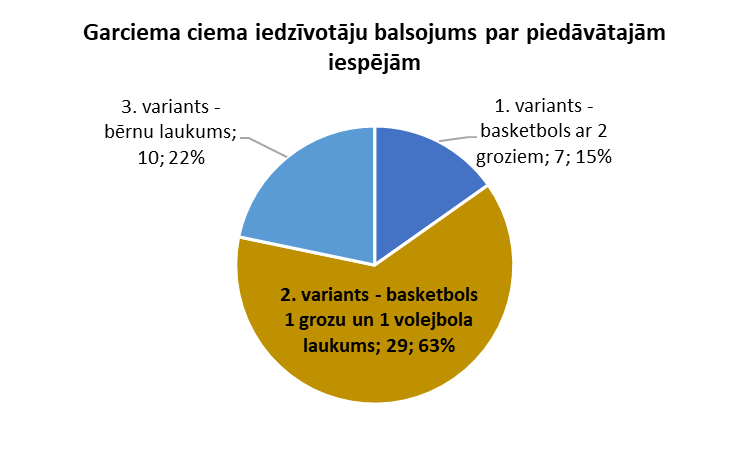 Garciema ciema iedzīvotāju balsojums par piedāvātajām
iespējām
3. variants -
bērnu laukums;
10; 22%
1. variants -
basketbols ar 2
groziem; 7; 15%
2. variants - basketbols
1 grozu un 1 volejbola
laukums; 29; 63%